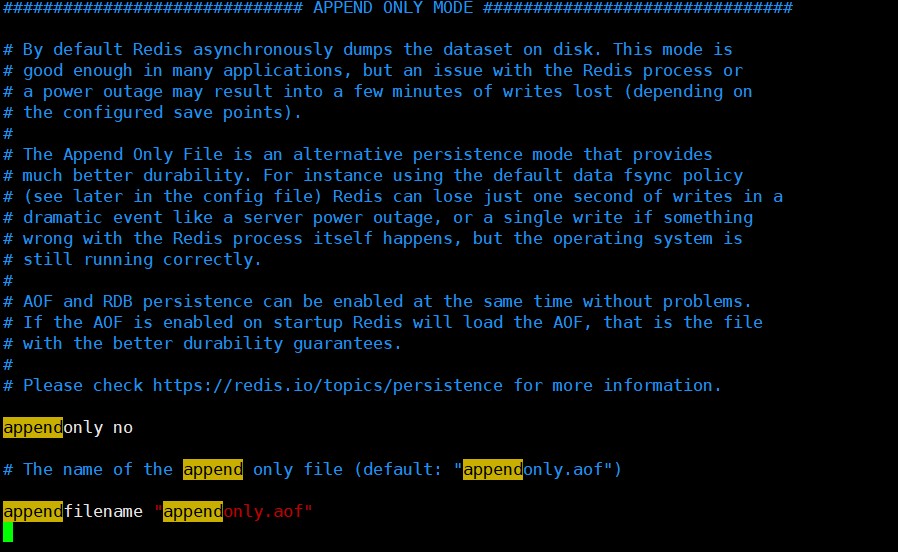 ############################## APPEND ONLY MODE ###############################
# By default Redis asynchronously dumps the dataset on disk. This mode is
# good enough in many applications, but an issue with the Redis process or
# a power outage may result into a few minutes of writes lost (depending on
# the configured save points).
#
# The Append Only File is an alternative persistence mode that provides
# much better durability. For instance using the default data fsync policy
# (see later in the config file) Redis can lose just one second of writes in a
# dramatic event like a server power outage, or a single write if something
# wrong with the Redis process itself happens, but the operating system is
# still running correctly.
#
# AOF and RDB persistence can be enabled at the same time without problems.
# If the AOF is enabled on startup Redis will load the AOF, that is the file
# with the better durability guarantees.
#
# Please check https://redis.io/topics/persistence for more information.
appendonly no
# The name of the append only file (default: "appendonly.aof")
appendfilename "appendonly.aof"